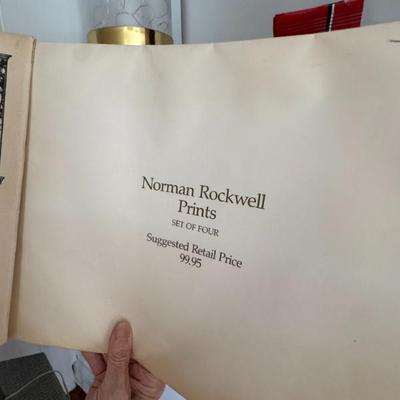 Norman Rockwell
Prints
SET OF FOUR
Suggested Retail Price
99.95